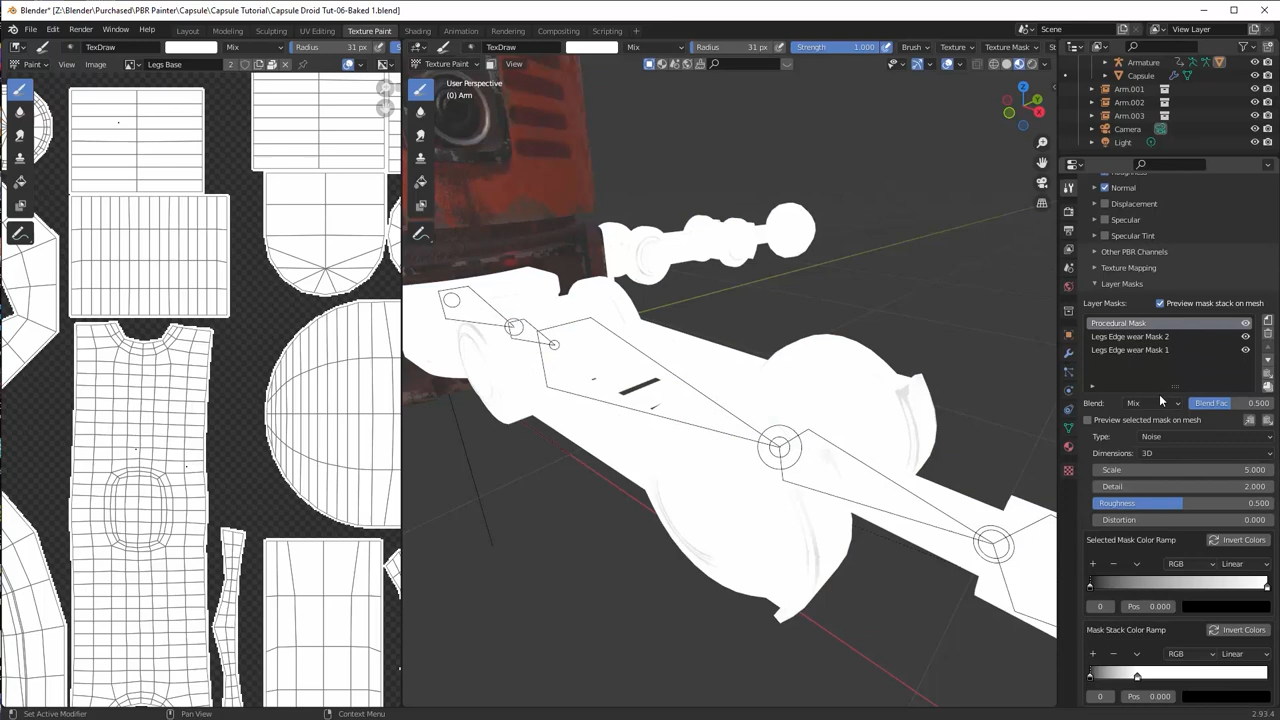 Blender* [Z:\Blender\Purchased\PBR Painter\Capsule\Capsule Tutorial\Capsule Droid Tut-06-Baked 1.blend]
File Edit Render Window Help Layout Modeling Sculpting UV Editing Texture Paint Shading Animation Rendering Compositing Scripting + Scene View Layer
TexDraw Mix Radius 31 px TexDraw Mix Radius 31 px Strength 1.000 Brush Texture Texture Mask
Paint View Image Legs Base 2 Texture Paint View
User Perspective
(0) Arm
Armature
Capsule
Arm.001
Arm.002
Arm.003
Camera
Light
Normal
Displacement
Specular
Specular Tint
Other PBR Channels
Texture Mapping
Layer Masks
Layer Masks: Preview mask stack on mesh
Procedural Mask
Legs Edge wear Mask 2
Legs Edge wear Mask 1
Blend: Mix Blend Fac 0.500
Preview selected mask on mesh
Type: Noise
Dimensions: 3D
Scale 5.000
Detail 2.000
Roughness 0.500
Distortion 0.000
Selected Mask Color Ramp Invert Colors
RGB Linear
0 Pos 0.000
Mask Stack Color Ramp Invert Colors
RGB Linear
0 Pos 0.000
Set Active Modifier Pan View Context Menu 2.93.4